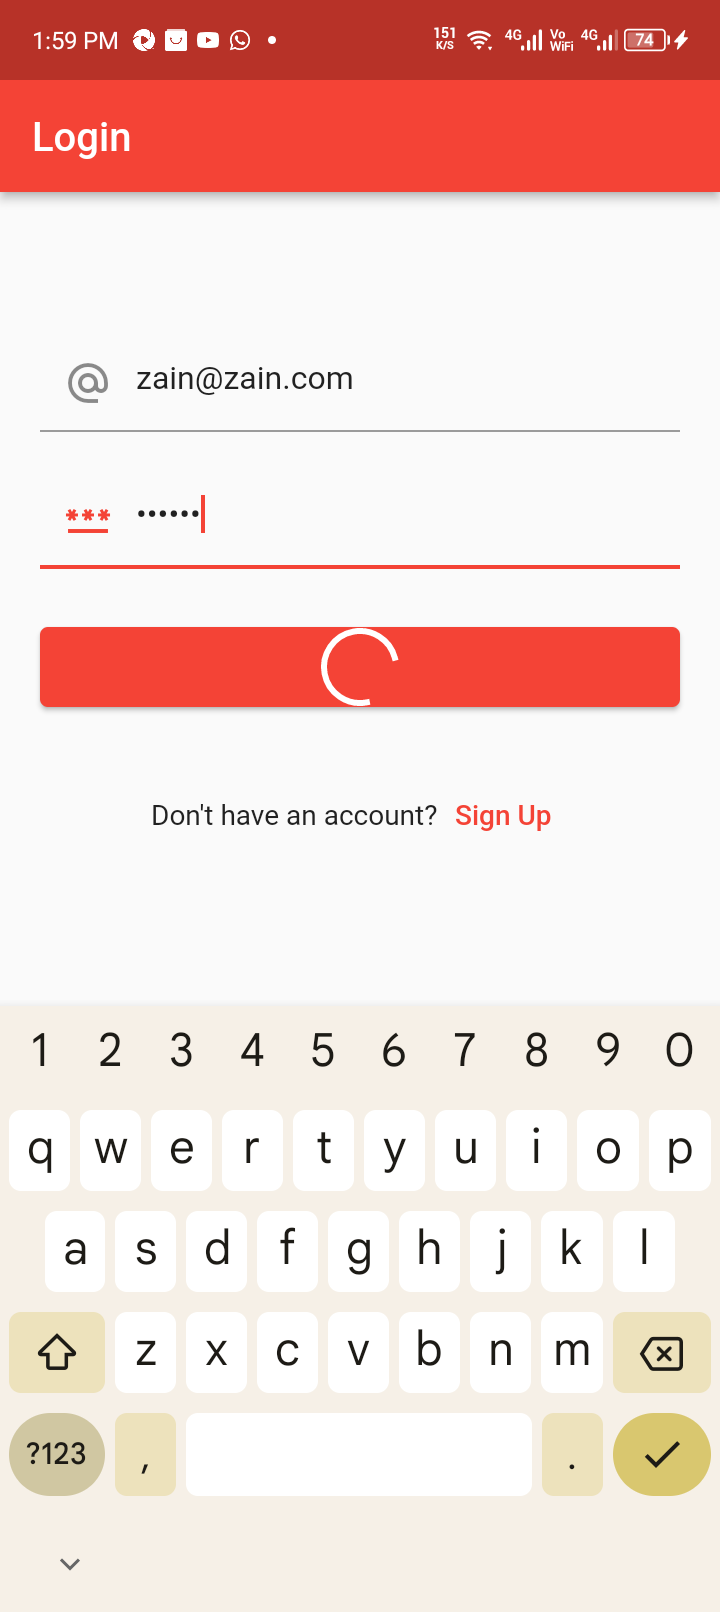 1:59 PM 151 K/S 4G Vo WiFi 4G 74
Login
zain@zain.com
***
••••••
Don't have an account? Sign Up
1 2 3 4 5 6 7 8 9 0
q w e r t y u i o p
a s d f g h j k l
z x c v b n m
?123 , .